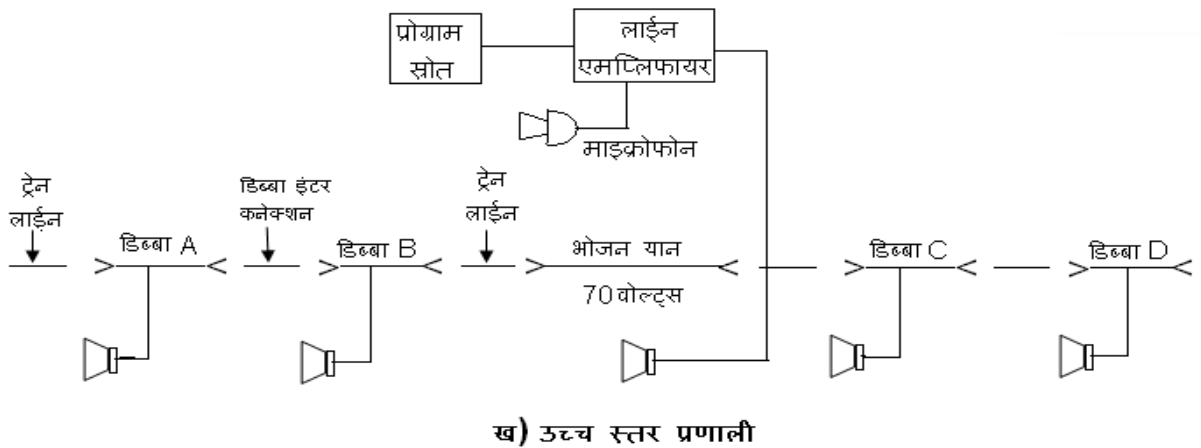 प्रोग्राम
स्रोत
लाईन
एमप्लिफायर
माइक्रोफोन
ट्रेन
लाईन
डिब्बा A
डिब्बा इंटर
कनेक्शन
डिब्बा B
ट्रेन
लाईन
भोजन यान
70 वोल्ट्स
डिब्बा C
डिब्बा D
ख) उच्च स्तर प्रणाली